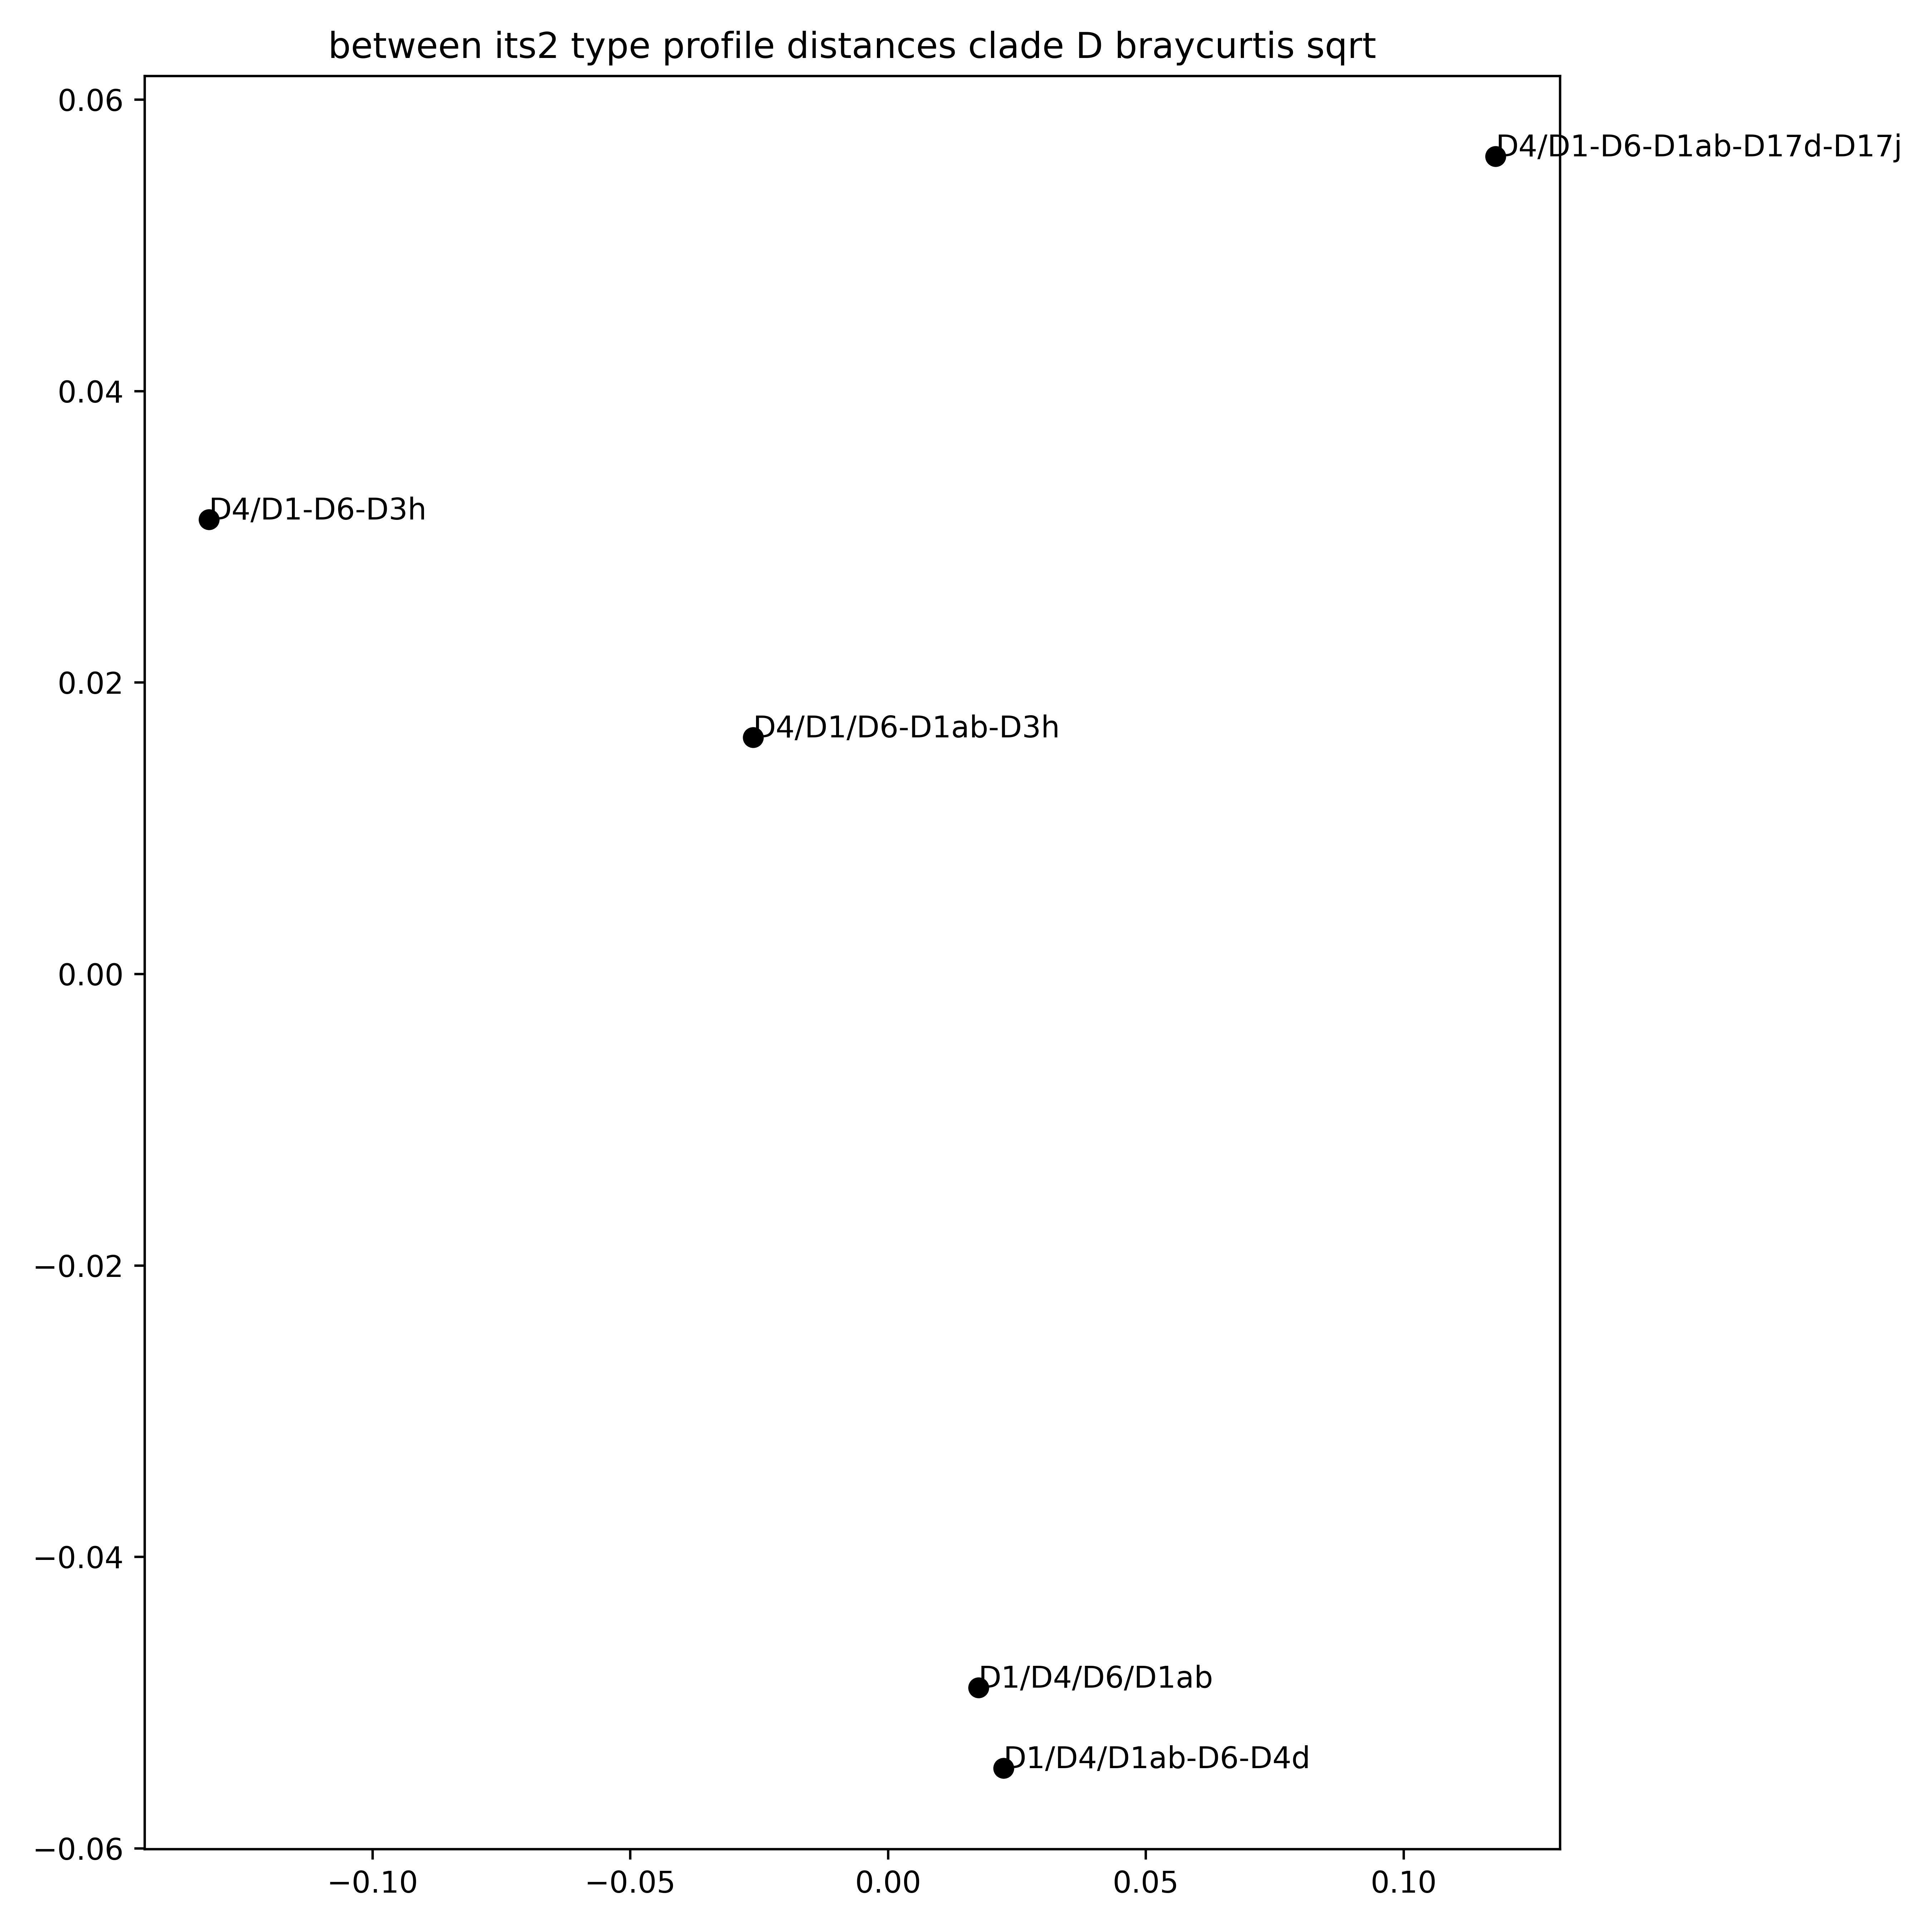 between its2 type profile distances clade D braycurtis sqrt
0.06
D4/D1-D6-D1ab-D17d-D17j
0.04
D4/D1-D6-D3h
0.02
D4/D1/D6-D1ab-D3h
0.00
−0.02
−0.04
D1/D4/D6/D1ab
D1/D4/D1ab-D6-D4d
−0.06
−0.10 −0.05 0.00 0.05 0.10